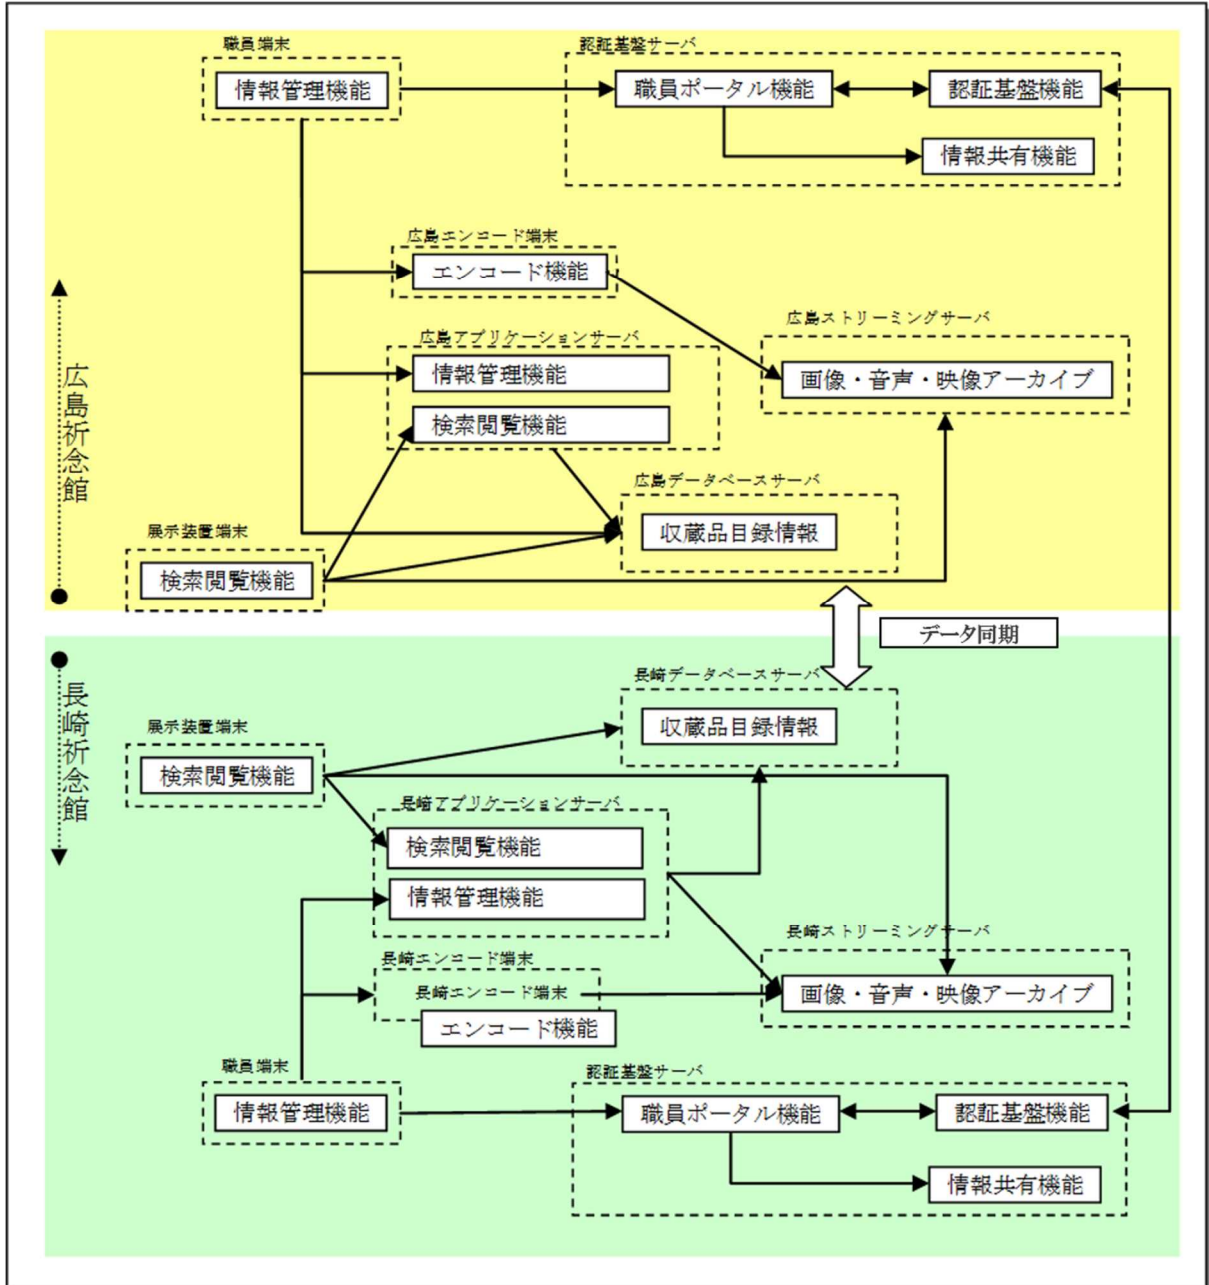 職員端末
情報管理機能
認証基盤サーバ
職員ポータル機能
認証基盤機能
情報共有機能
広島エンコード端末
エンコード機能
広島アプリケーションサーバ
情報管理機能
検索閲覧機能
広島ストリーミングサーバ
画像・音声・映像アーカイブ
広島祈念館
広島データベースサーバ
収蔵品目録情報
展示装置端末
検索閲覧機能
データ同期
長崎祈念館
長崎データベースサーバ
収蔵品目録情報
展示装置端末
検索閲覧機能
長崎アプリケーションサーバ
検索閲覧機能
情報管理機能
長崎ストリーミングサーバ
画像・音声・映像アーカイブ
長崎エンコード端末
長崎エンコード端末
エンコード機能
職員端末
情報管理機能
認証基盤サーバ
職員ポータル機能
認証基盤機能
情報共有機能